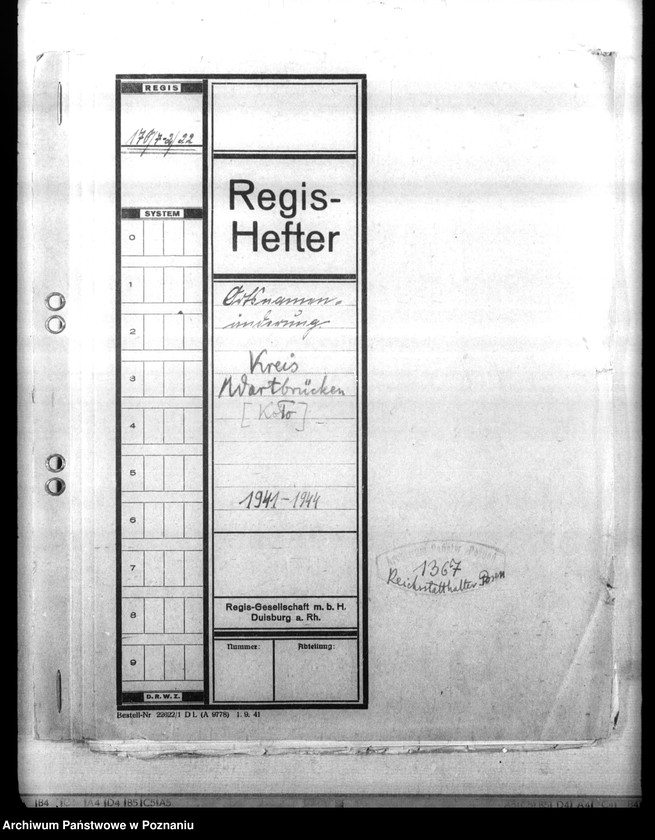 REGIS
170/7-2/22
SYSTEM
0
1
2
3
4
5
6
7
8
9
D.R.W.Z.
Regis-
Hefter
Ortsnamen-
änderung
Kreis
Wartbrücken
[Koło]
1941-1944
Regis-Gesellschaft m. b. H.
Duisburg a. Rh.
Nummer:
Abteilung:
Bestell-Nr 22622/1 D L (A 9778) 1. 9. 41
1367
Reichsstatthalter Posen
Archiwum Państwowe w Poznaniu